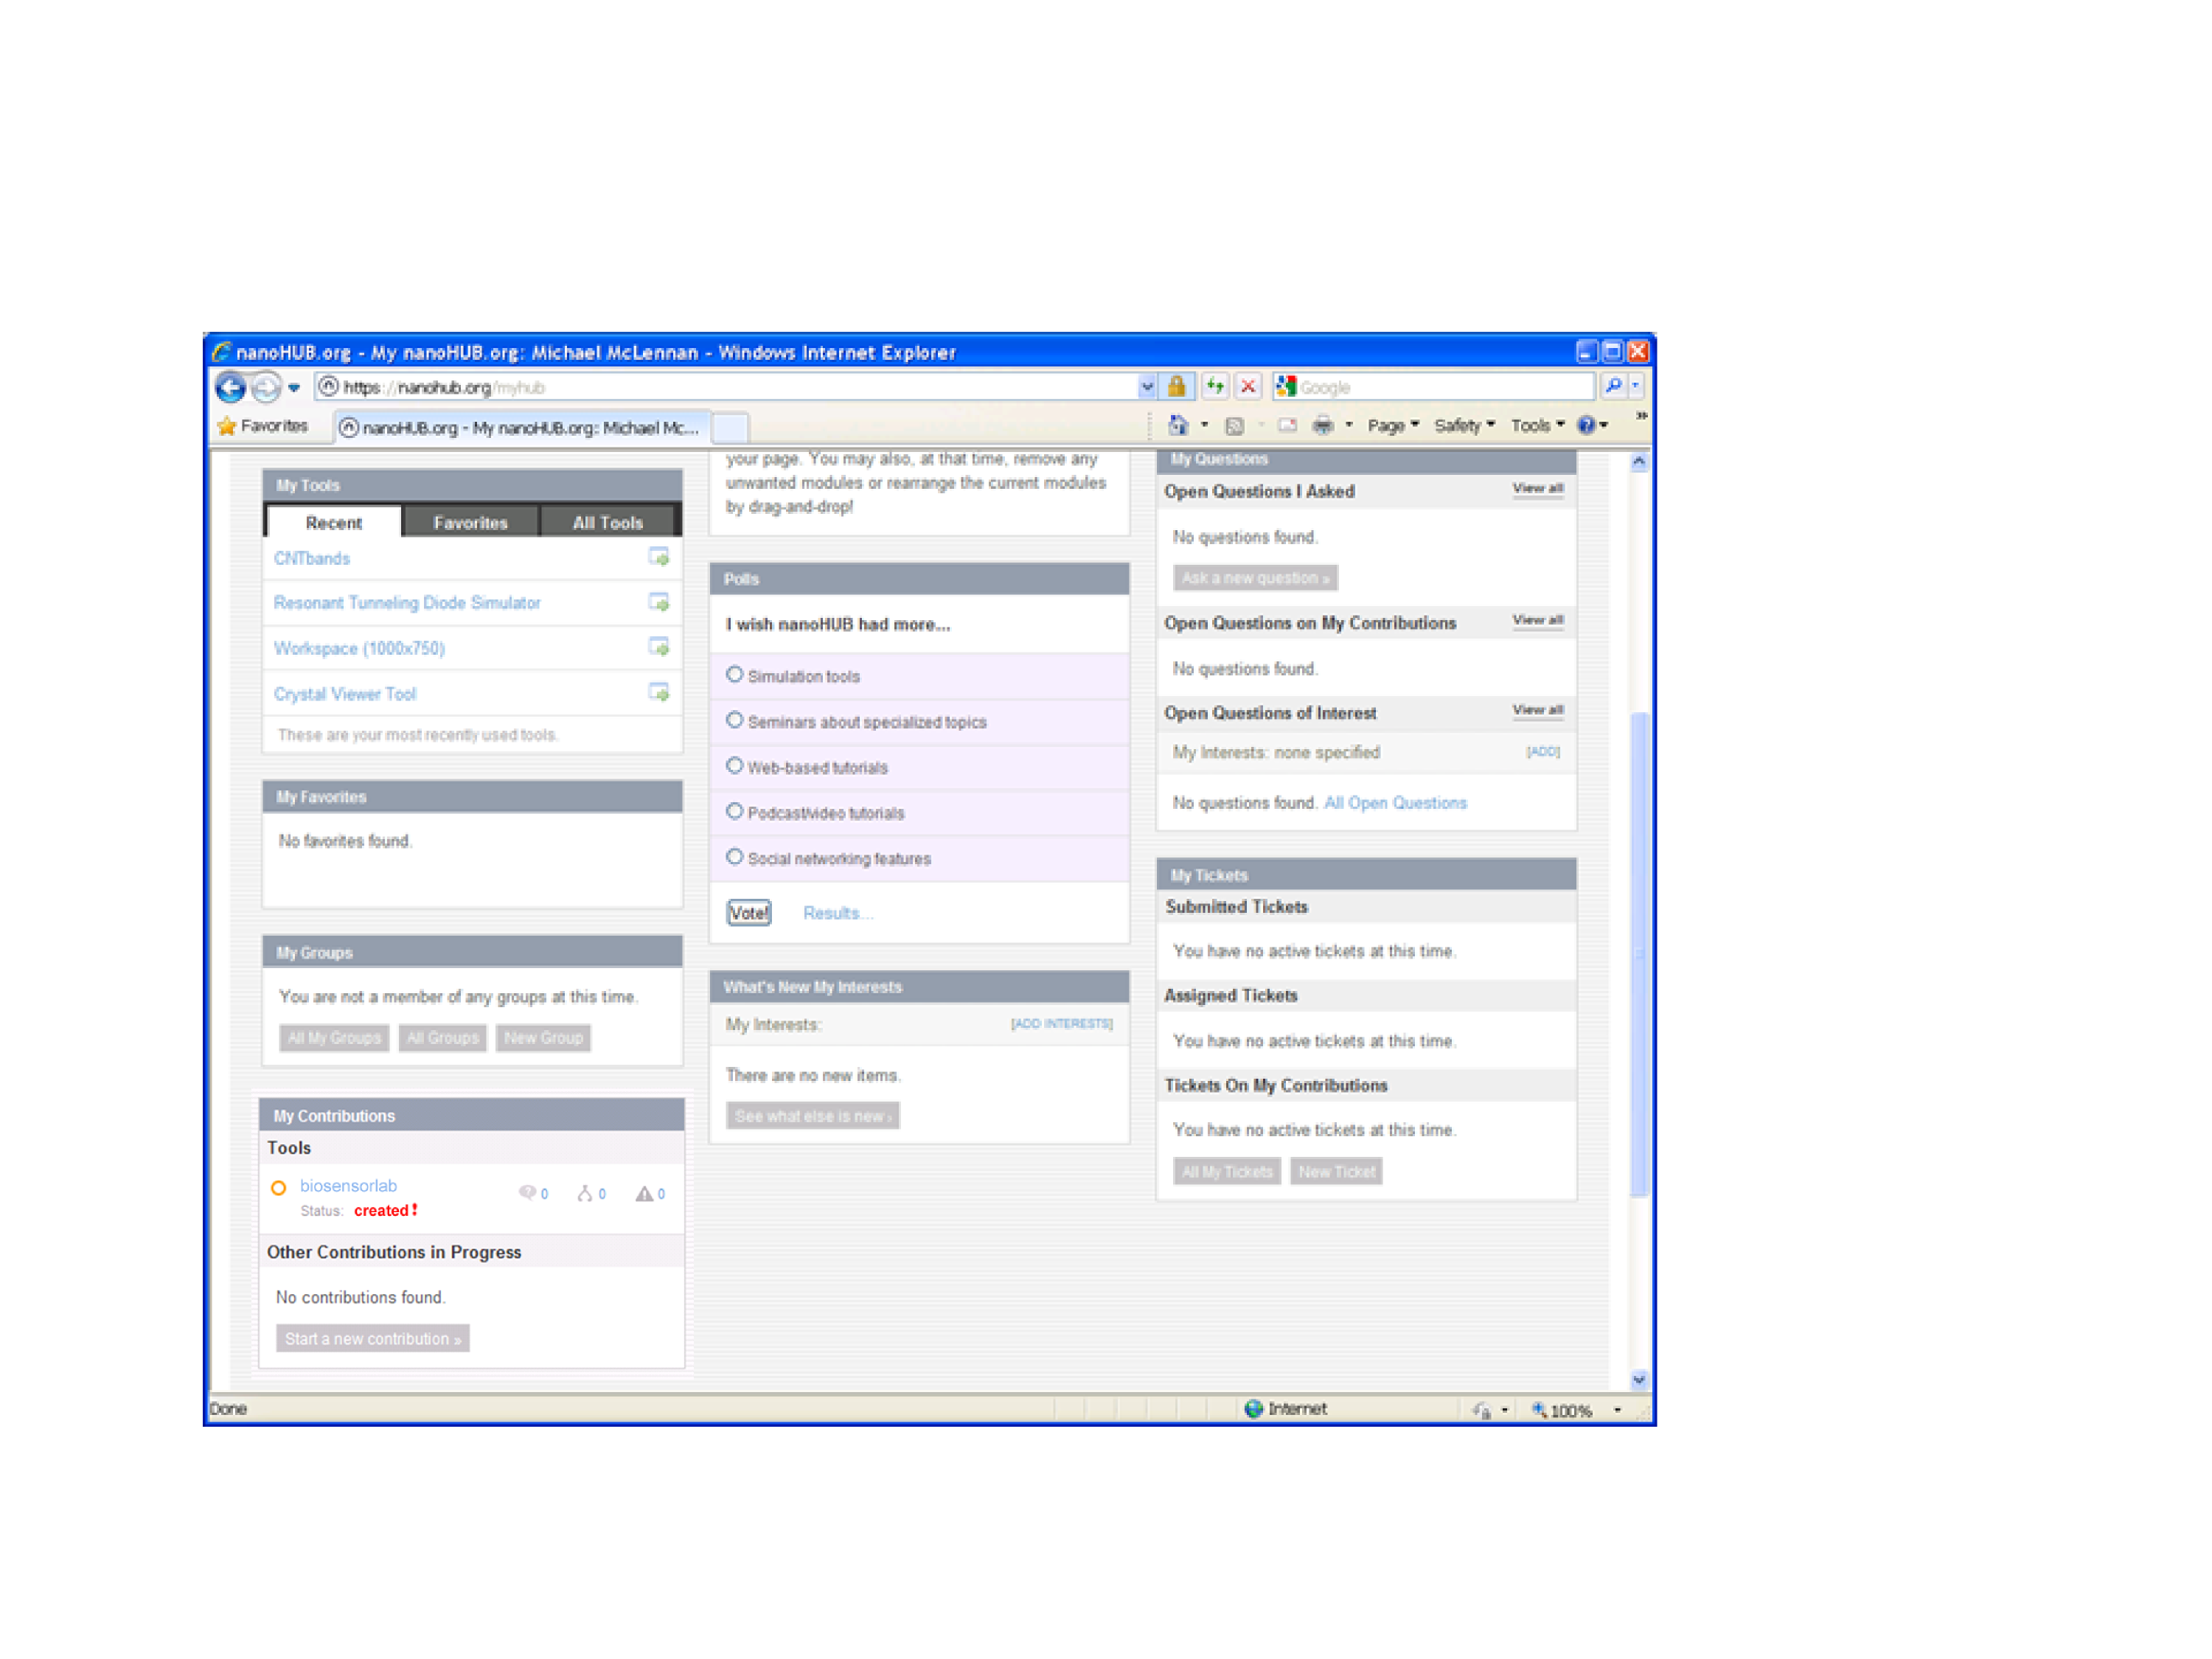 nanoHUB.org - My nanoHUB.org: Michael McLennan - Windows Internet Explorer
https://nanohub.org/myhub
Google
Favorites
nanoHUB.org - My nanoHUB.org: Michael Mc...
Page
Safety
Tools
»
My Tools
Recent
Favorites
All Tools
CNTbands
Resonant Tunneling Diode Simulator
Workspace (1000x750)
Crystal Viewer Tool
These are your most recently used tools.
My Favorites
No favorites found.
My Groups
You are not a member of any groups at this time.
All My Groups
All Groups
New Group
My Contributions
Tools
biosensorlab
0
0
0
Status: created!
Other Contributions in Progress
No contributions found.
Start a new contribution »
your page. You may also, at that time, remove any
unwanted modules or rearrange the current modules
by drag-and-drop!
Polls
I wish nanoHUB had more...
Simulation tools
Seminars about specialized topics
Web-based tutorials
Podcast/video tutorials
Social networking features
Vote!
Results...
What's New My Interests
My Interests:
[ADD INTERESTS]
There are no new items.
See what else is new ›
My Questions
Open Questions I Asked
View all
No questions found.
Ask a new question »
Open Questions on My Contributions
View all
No questions found.
Open Questions of Interest
View all
My Interests: none specified
[ADD]
No questions found. All Open Questions
My Tickets
Submitted Tickets
You have no active tickets at this time.
Assigned Tickets
You have no active tickets at this time.
Tickets On My Contributions
You have no active tickets at this time.
All My Tickets
New Ticket
Done
Internet
100%